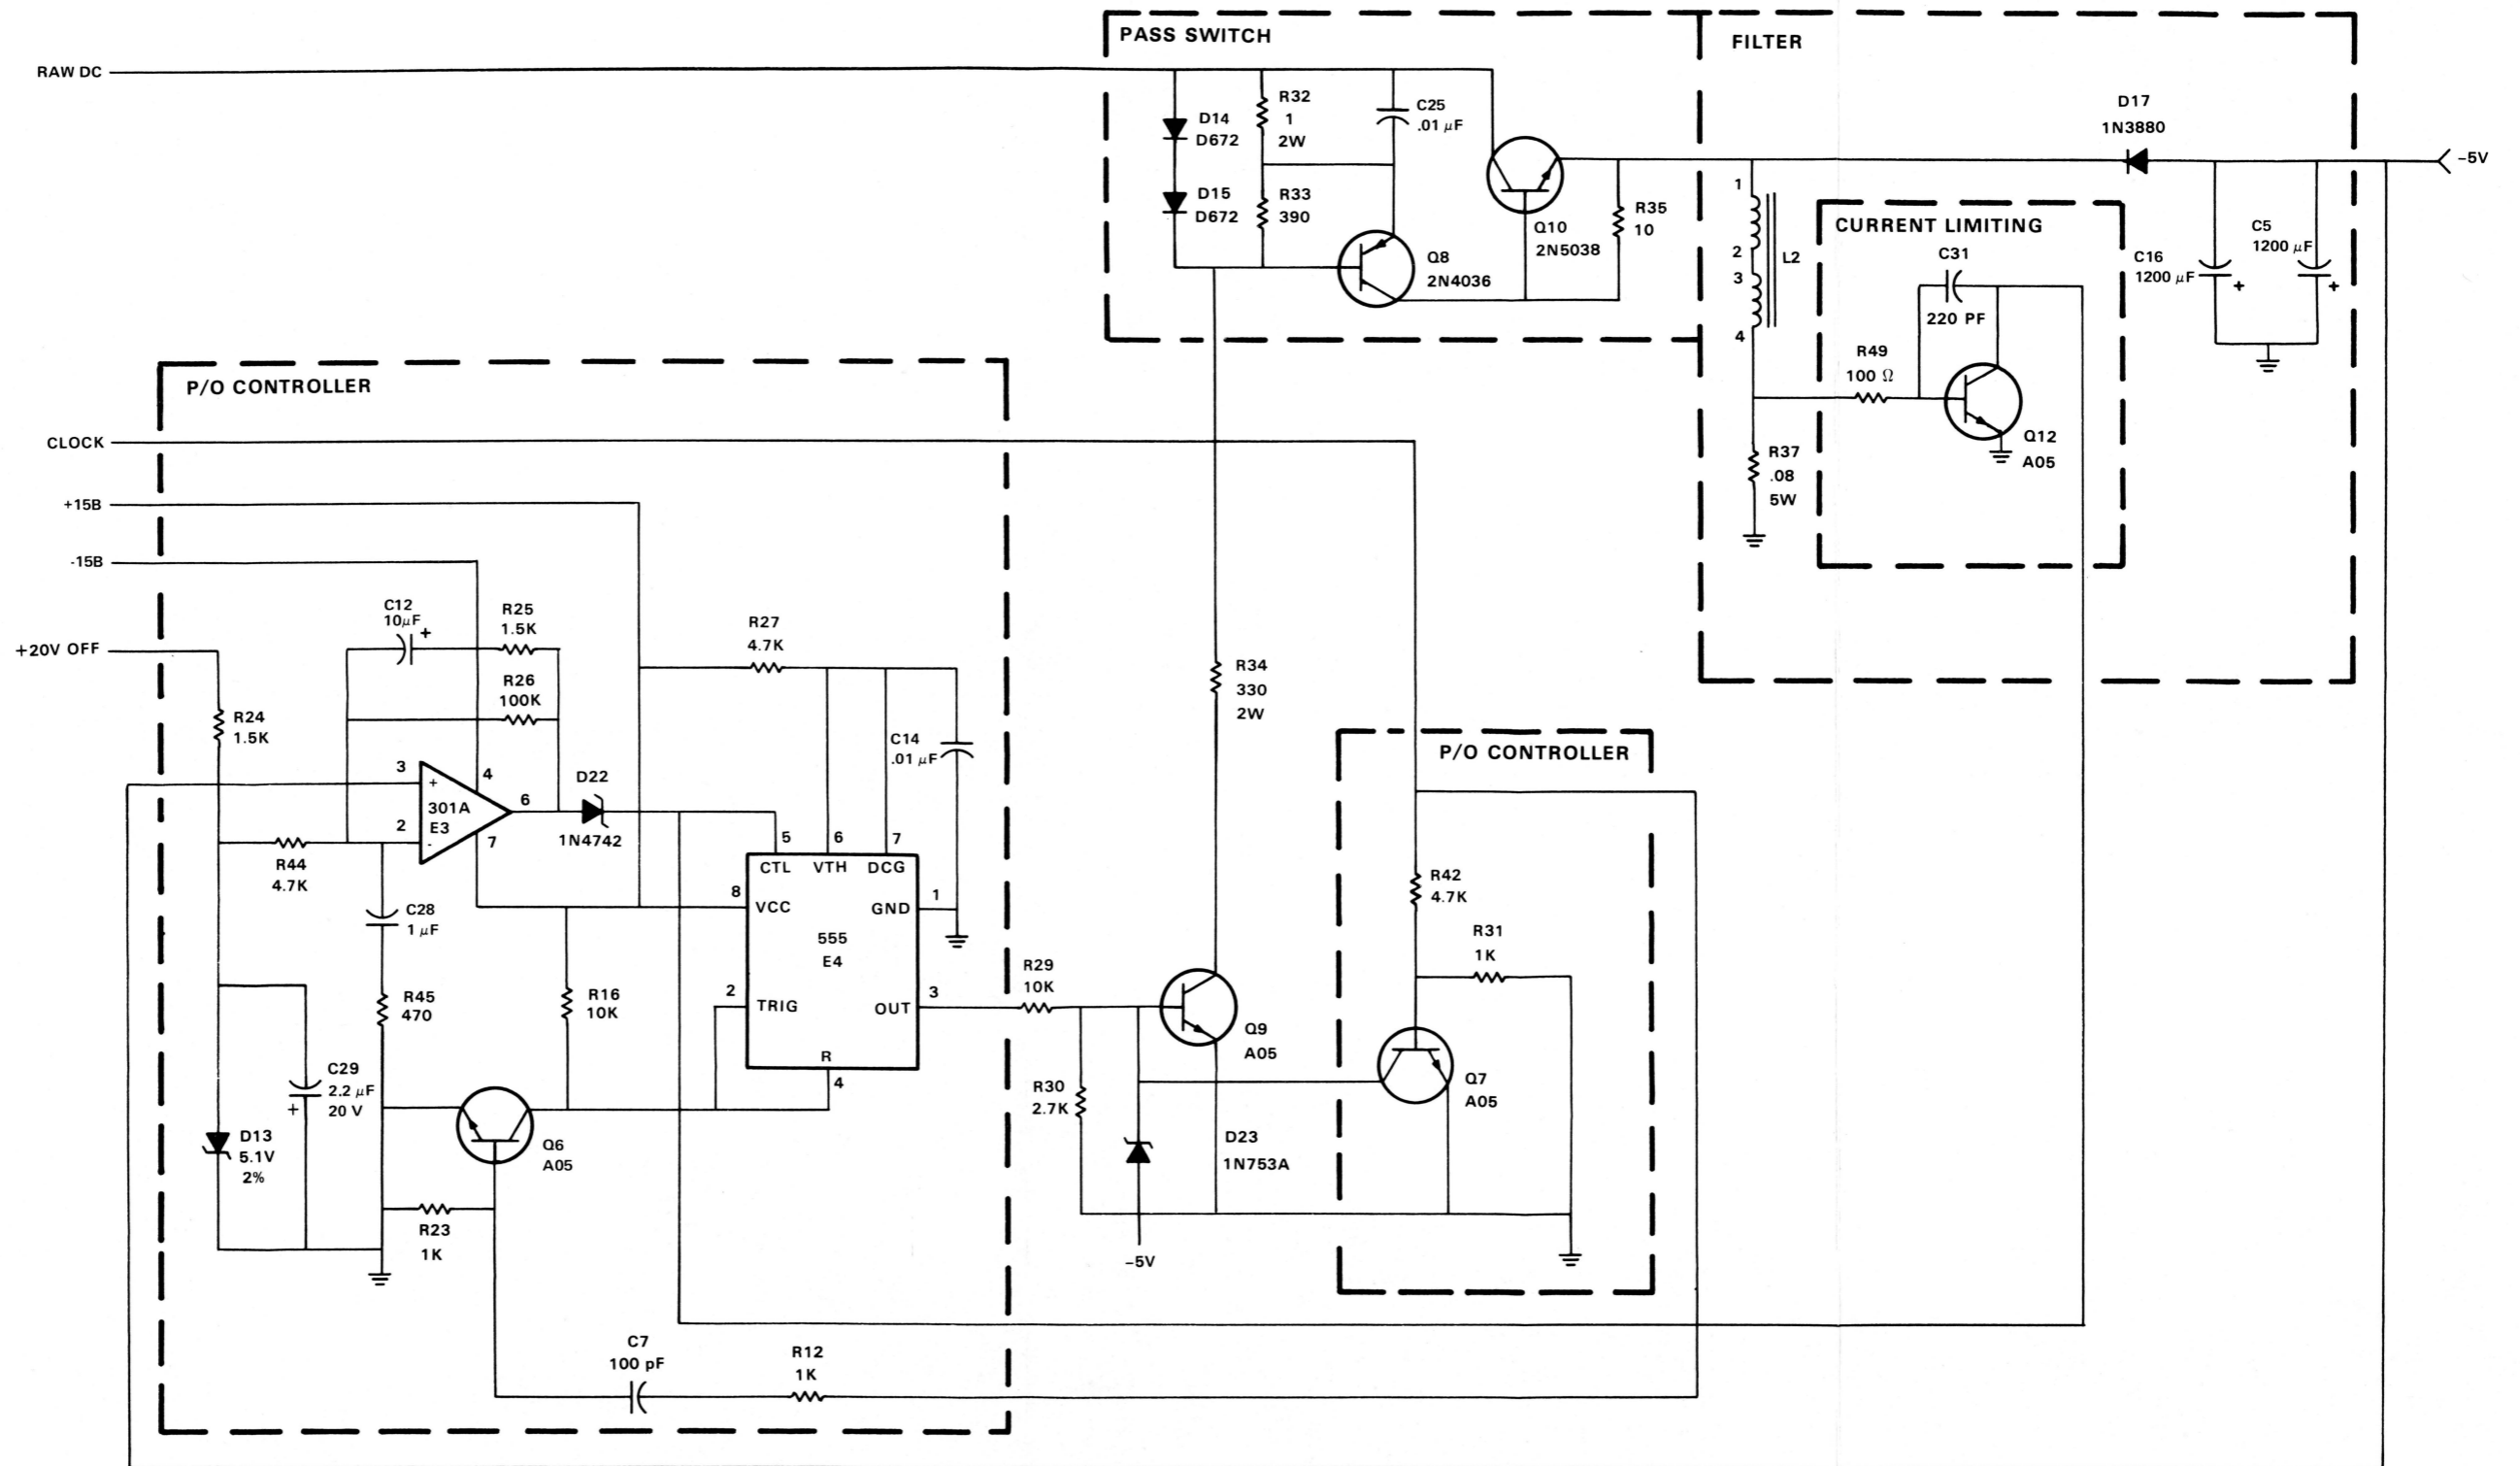 PASS SWITCH
FILTER
RAW DC
D14
D672
R32
1
2W
C25
.01 µF
D15
D672
R33
390
Q8
2N4036
Q10
2N5038
R35
10
D17
1N3880
-5V
1
2
3
4
L2
CURRENT LIMITING
C31
220 PF
R49
100 Ω
Q12
A05
C16
1200 µF
+
C5
1200 µF
+
R37
.08
5W
P/O CONTROLLER
CLOCK
+15B
-15B
+20V OFF
C12
10µF
+
R25
1.5K
R26
100K
R27
4.7K
R24
1.5K
C14
.01 µF
3
+
4
301A
E3
6
2
-
7
D22
1N4742
R44
4.7K
5
6
7
CTL
VTH
DCG
8
VCC
GND
1
555
E4
2
TRIG
OUT
3
R
4
C28
1 µF
R45
470
R16
10K
C29
2.2 µF
20 V
+
D13
5.1V
2%
Q6
A05
R23
1K
C7
100 pF
R12
1K
R34
330
2W
R29
10K
Q9
A05
R30
2.7K
D23
1N753A
-5V
P/O CONTROLLER
R42
4.7K
R31
1K
Q7
A05